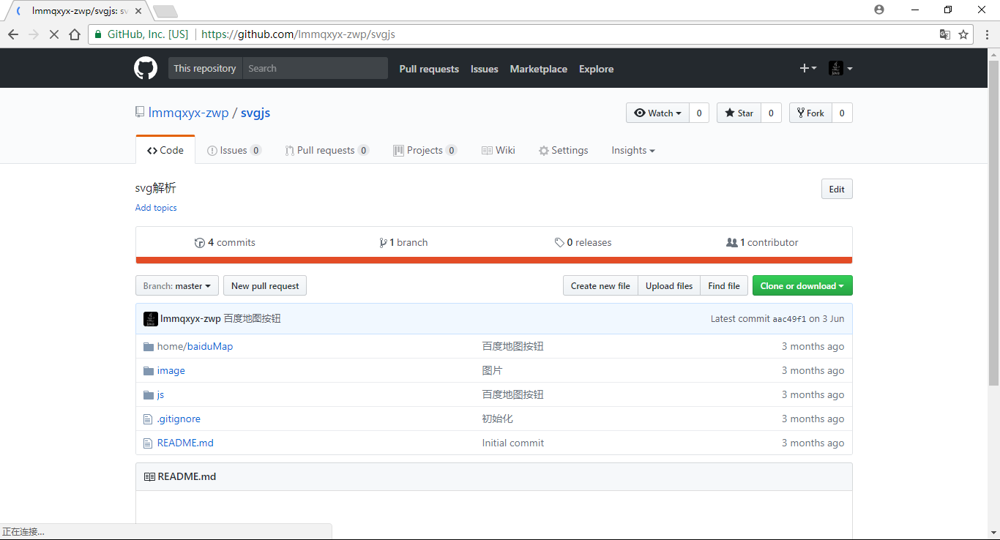 lmmqxyx-zwp/svgjs: sv
GitHub, Inc. [US] https://github.com/lmmqxyx-zwp/svgjs
This repository Search Pull requests Issues Marketplace Explore
lmmqxyx-zwp / svgjs Watch 0 Star 0 Fork 0
Code Issues 0 Pull requests 0 Projects 0 Wiki Settings Insights
svg解析 Edit
Add topics
4 commits 1 branch 0 releases 1 contributor
Branch: master New pull request Create new file Upload files Find file Clone or download
lmmqxyx-zwp 百度地图按钮 Latest commit aac49f1 on 3 Jun
home/baiduMap 百度地图按钮 3 months ago
image 图片 3 months ago
js 百度地图按钮 3 months ago
.gitignore 初始化 3 months ago
README.md Initial commit 3 months ago
README.md
正在连接...